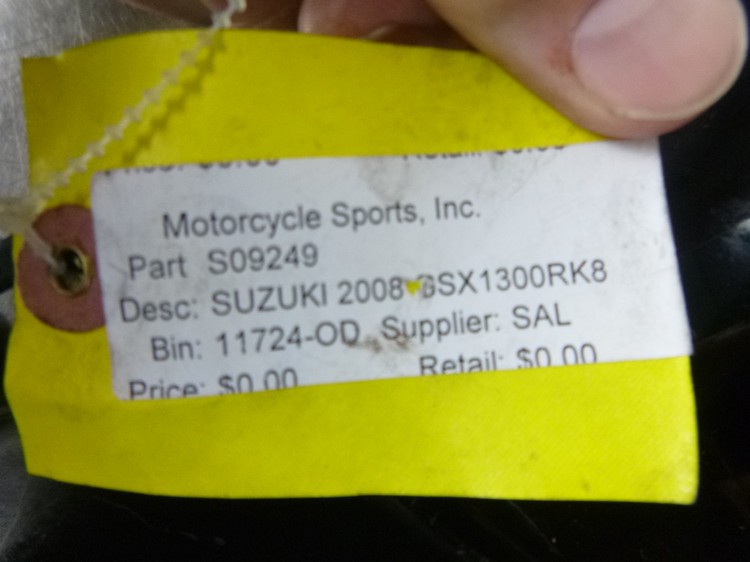 Motorcycle Sports, Inc.
Part S09249
Desc: SUZUKI 2008 GSX1300RK8
Bin: 11724-OD Supplier: SAL
Price: $0.00 Retail: $0.00